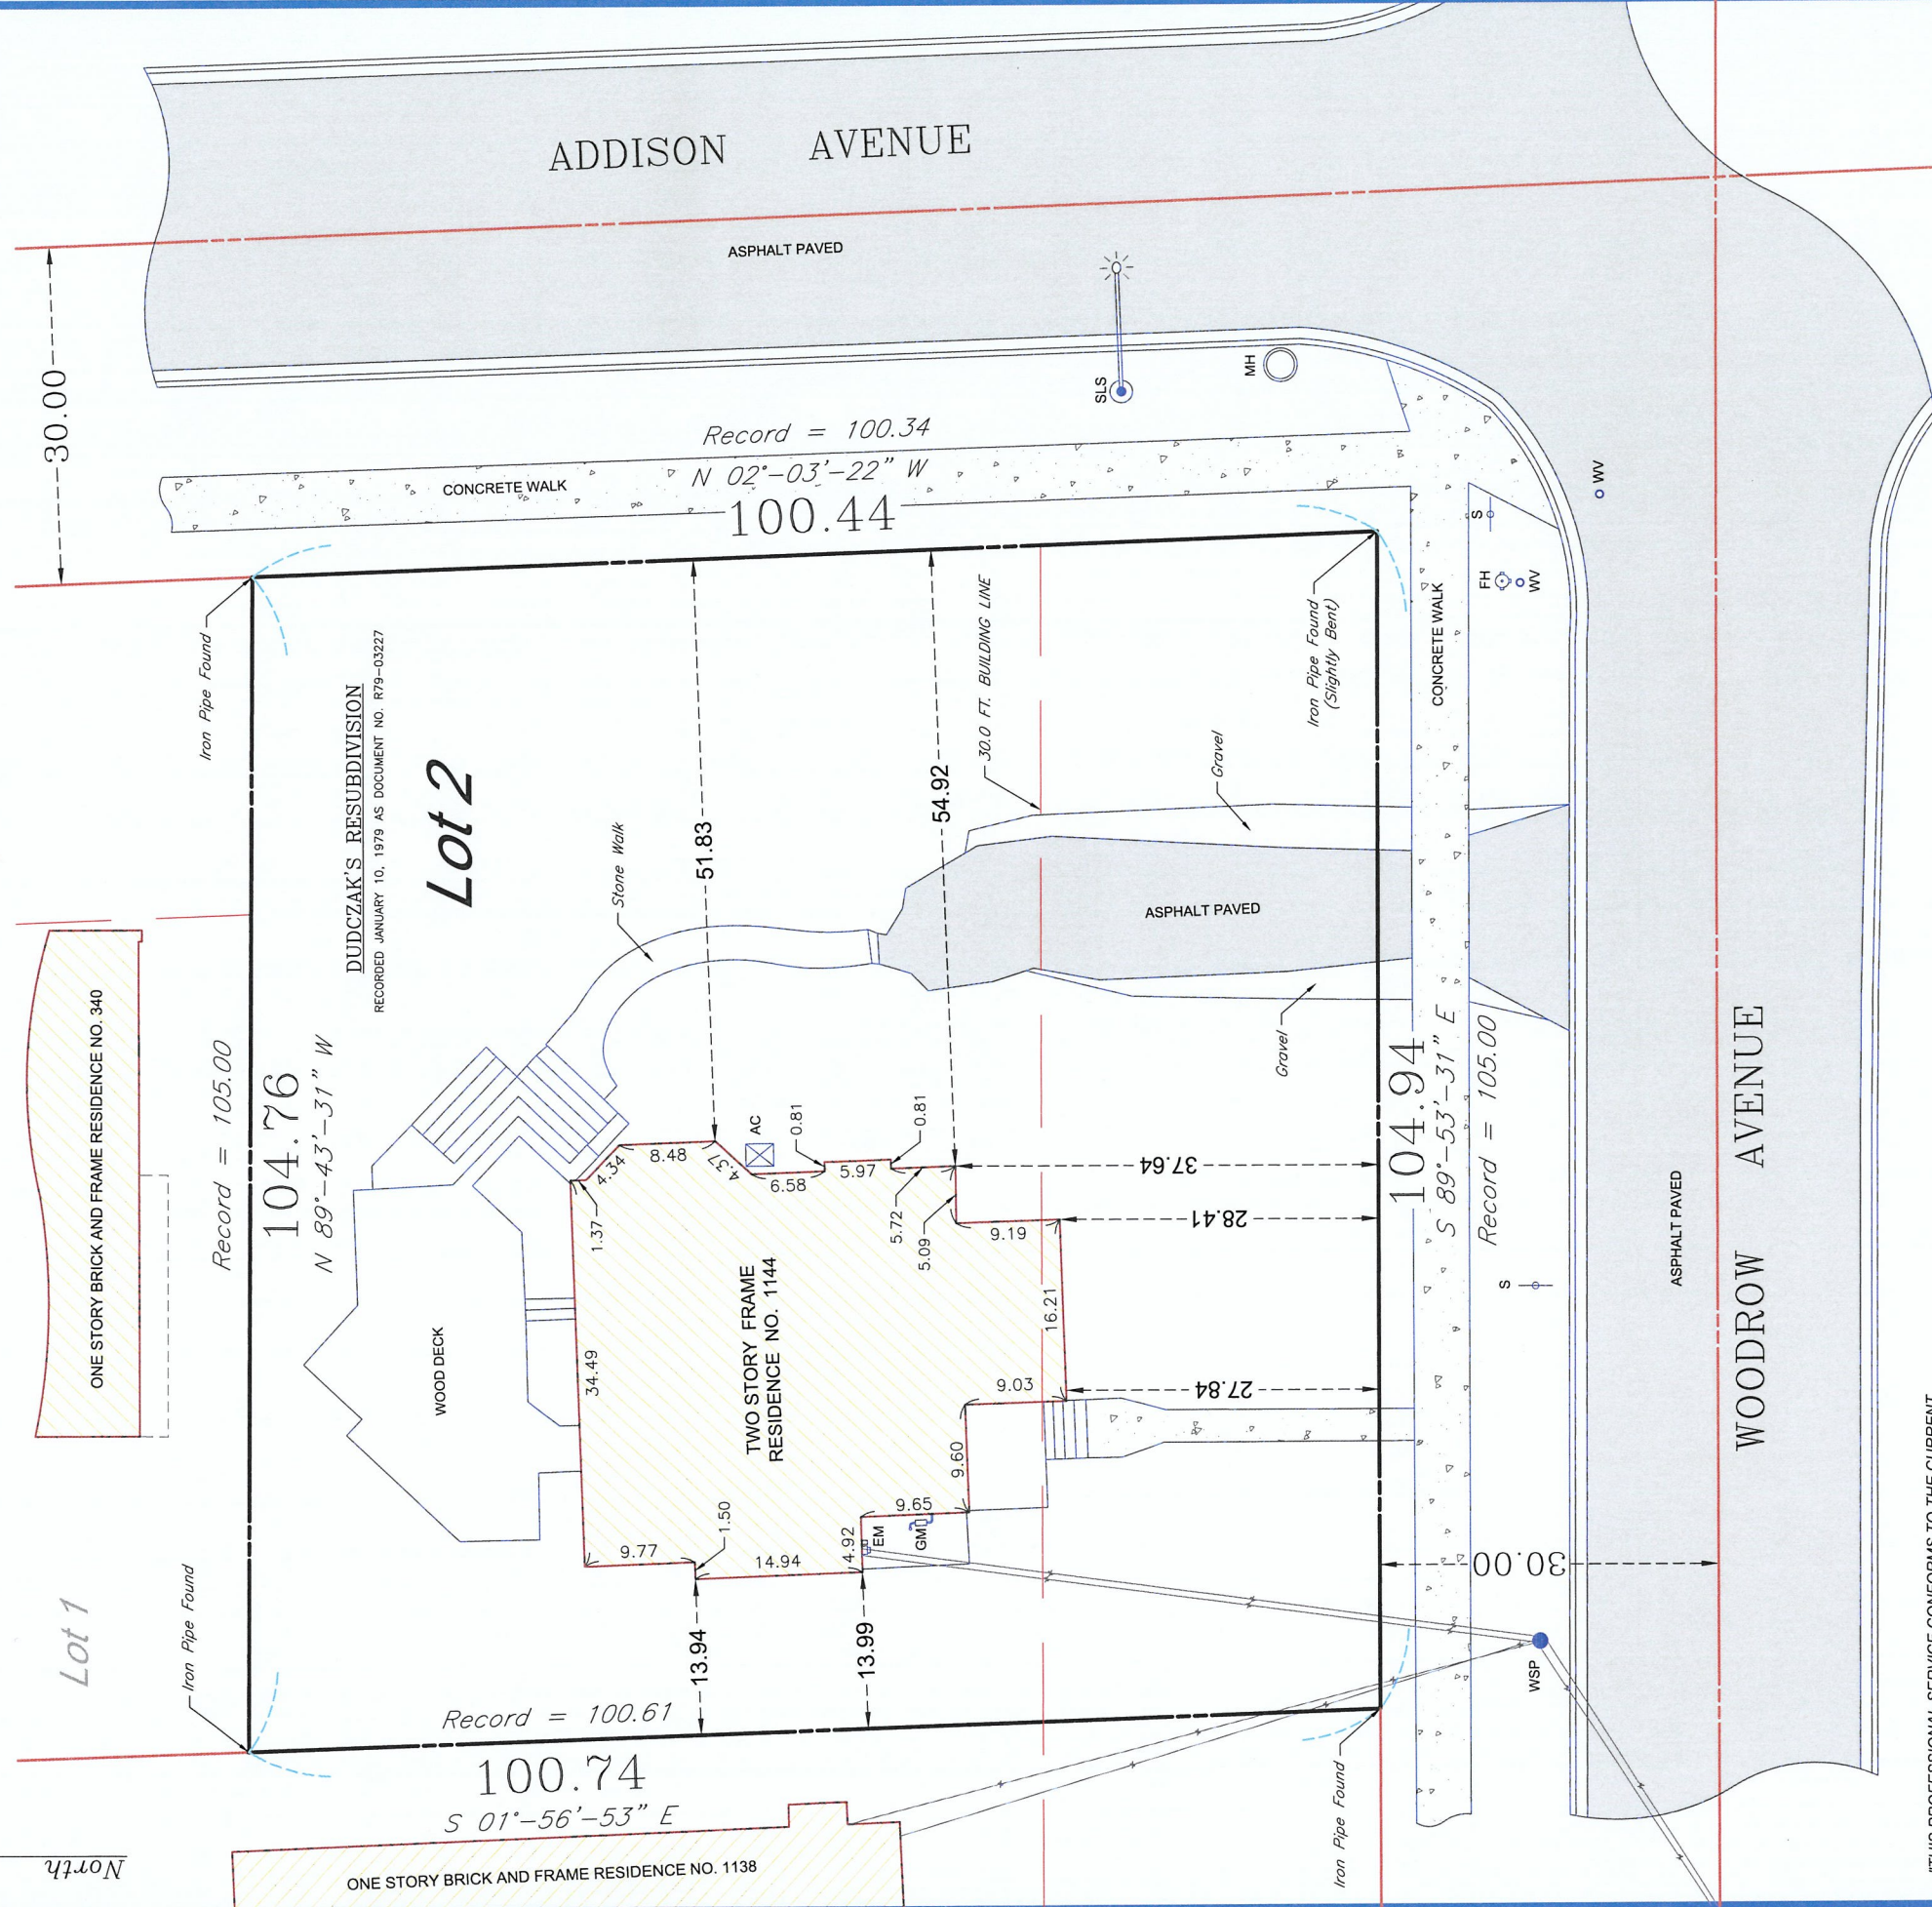 ADDISON AVENUE
ASPHALT PAVED
30.00
Record = 100.34
N 02°-03'-22" W
100.44
CONCRETE WALK
SLS
MH
Iron Pipe Found
DUDCZAK'S RESUBDIVISION
RECORDED JANUARY 10, 1979 AS DOCUMENT NO. R79-03227
Lot 2
Iron Pipe Found
(Slightly Bent)
30.0 FT. BUILDING LINE
51.83
54.92
Stone Walk
Gravel
ASPHALT PAVED
Gravel
CONCRETE WALK
S
FH
WV
WV
ONE STORY BRICK AND FRAME RESIDENCE NO. 340
Record = 105.00
104.76
N 89°-43'-31" W
WOOD DECK
1.37
4.34
8.48
4.37
AC
6.58
0.81
5.97
0.81
5.72
5.09
9.19
37.64
28.41
16.21
27.84
9.03
9.60
9.65
4.92
EM
GM
14.94
1.50
9.77
34.49
TWO STORY FRAME
RESIDENCE NO. 1144
104.94
S 89°-53'-31" E
Record = 105.00
S
ASPHALT PAVED
WOODROW AVENUE
30.00
WSP
13.94
13.99
Lot 1
Iron Pipe Found
Record = 100.61
100.74
S 01°-56'-53" E
Iron Pipe Found
ONE STORY BRICK AND FRAME RESIDENCE NO. 1138
North
"THIS PROFESSIONAL SERVICE CONFORMS TO THE CURRENT